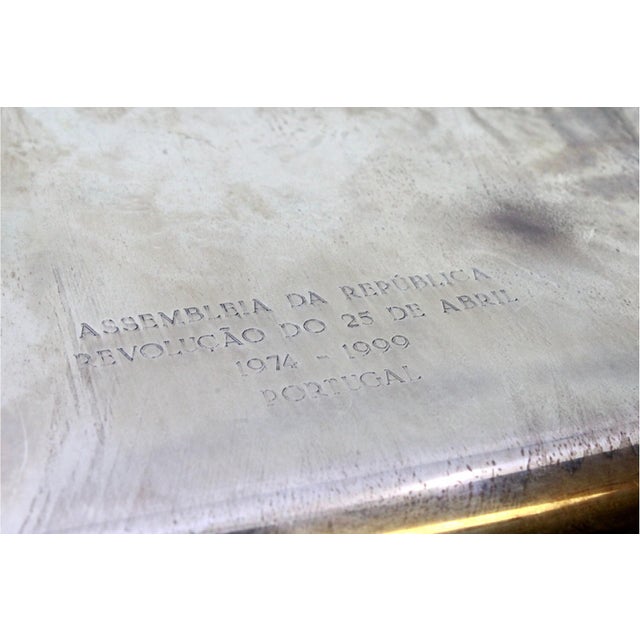 ASSEMBLEIA DA REPÚBLICA
REVOLUÇÃO DO 25 DE ABRIL
1974 - 1999
PORTUGAL